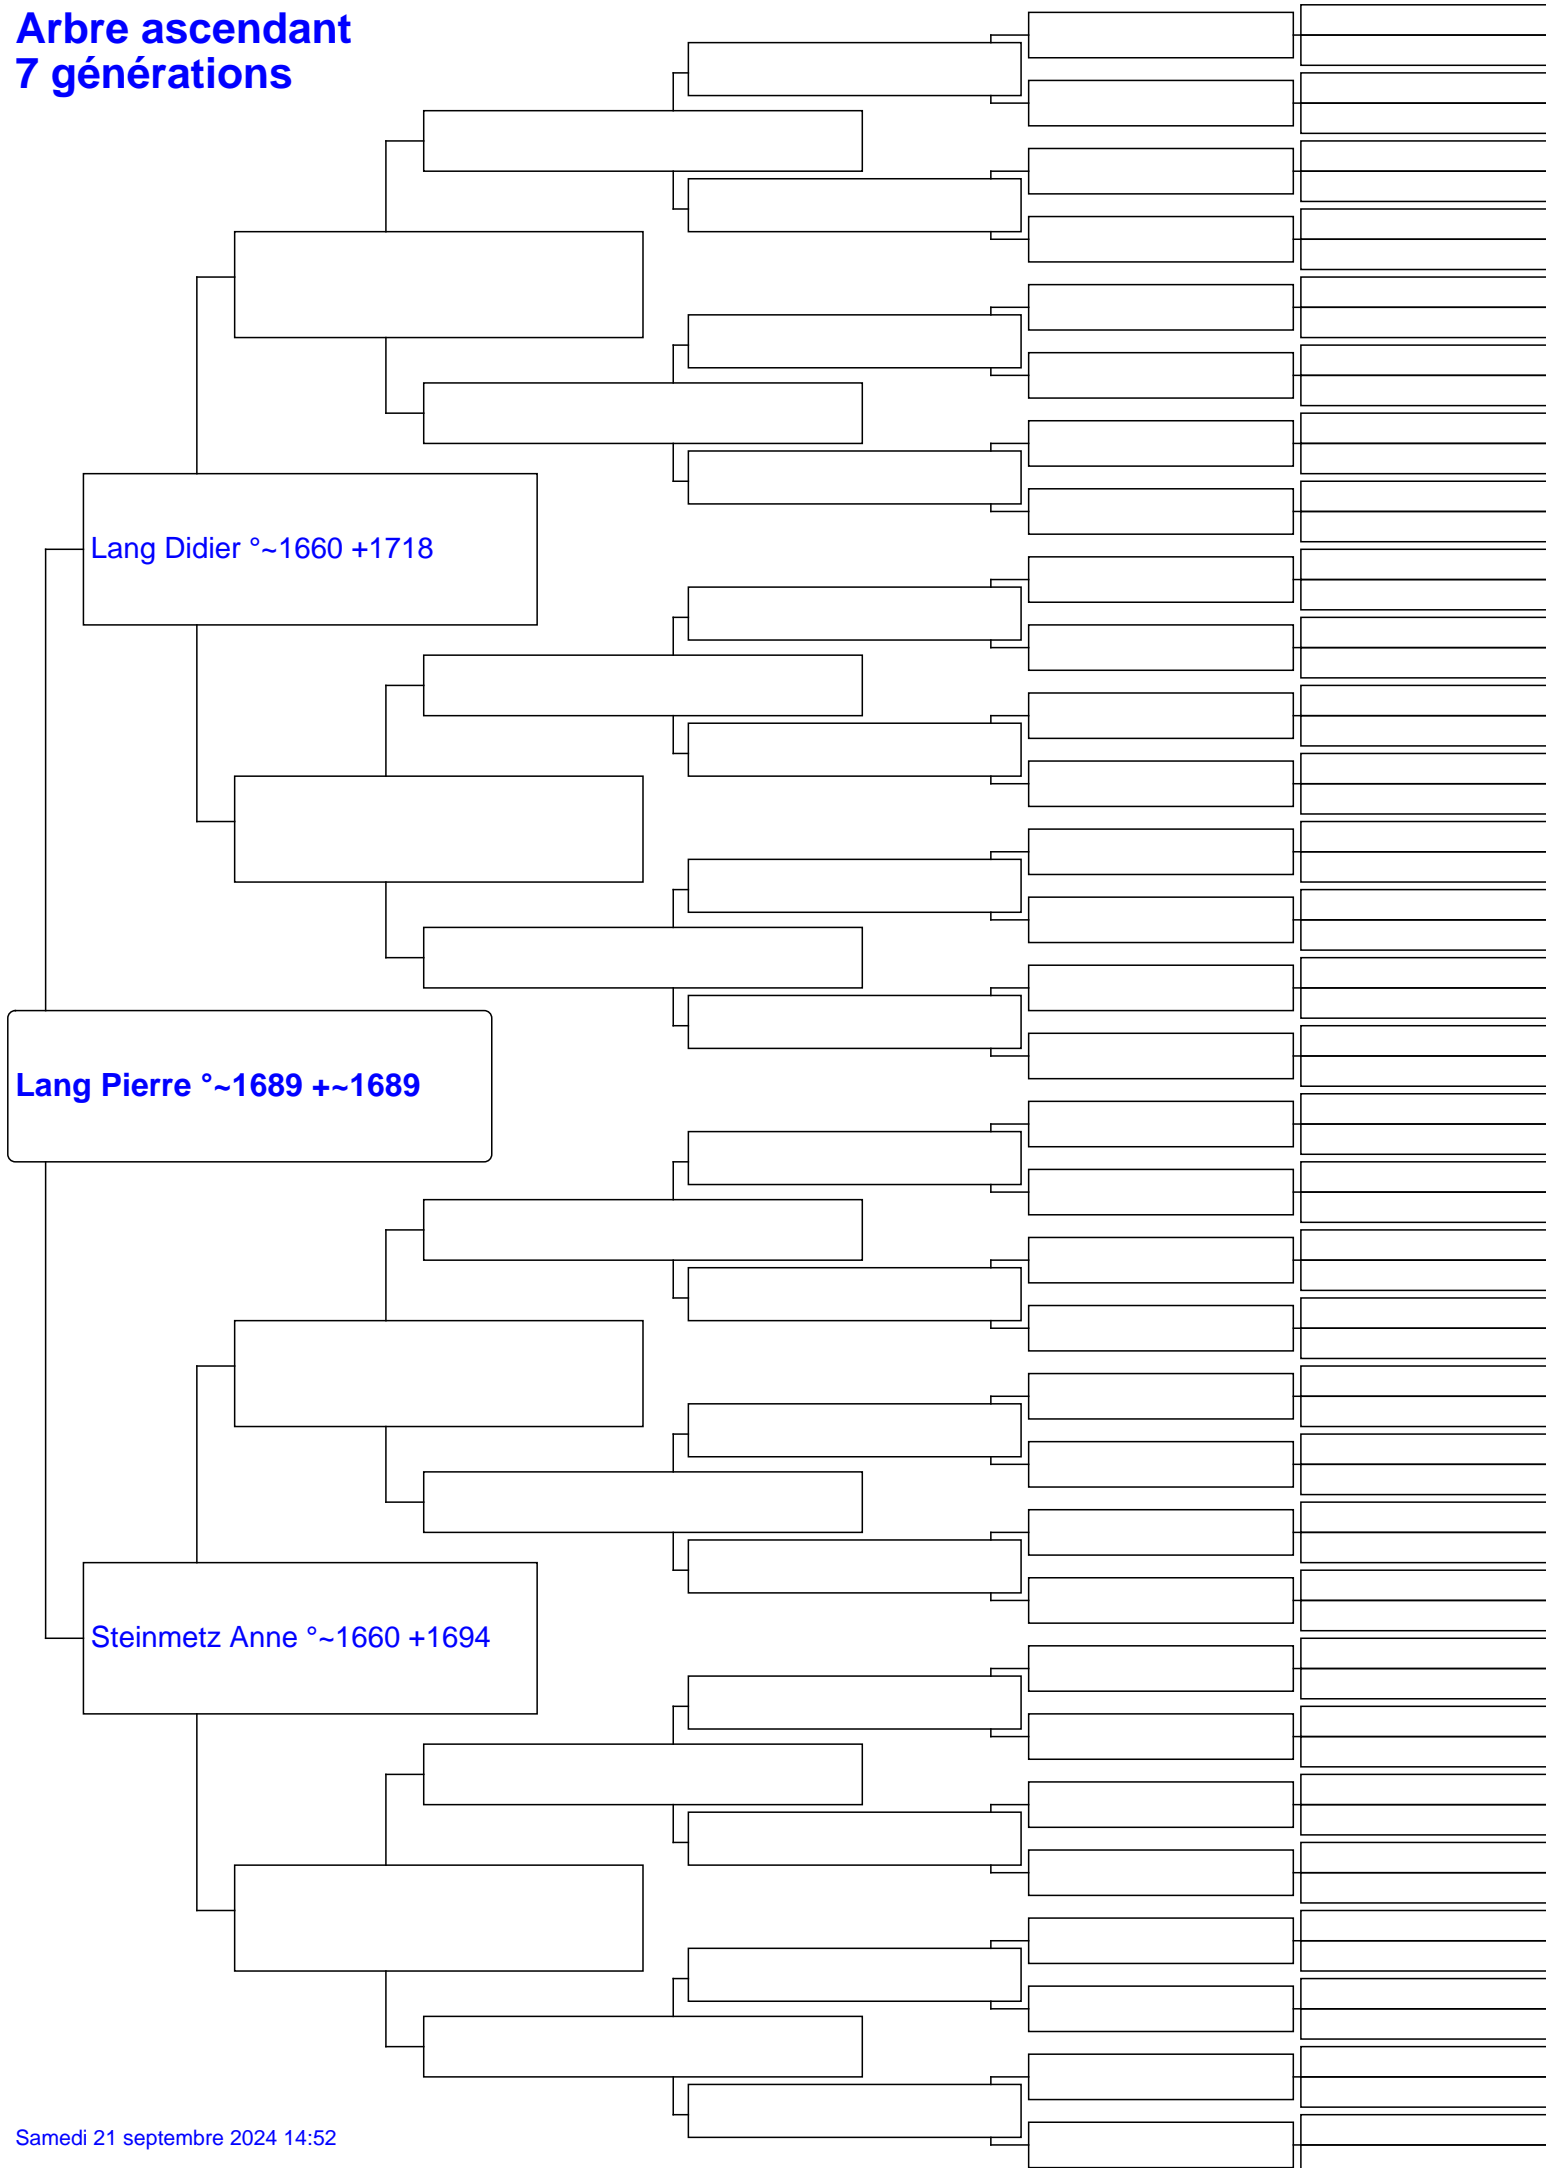 Arbre ascendant
7 générations
Lang Didier °~1660 +1718
Lang Pierre °~1689 +~1689
Steinmetz Anne °~1660 +1694
Samedi 21 septembre 2024 14:52